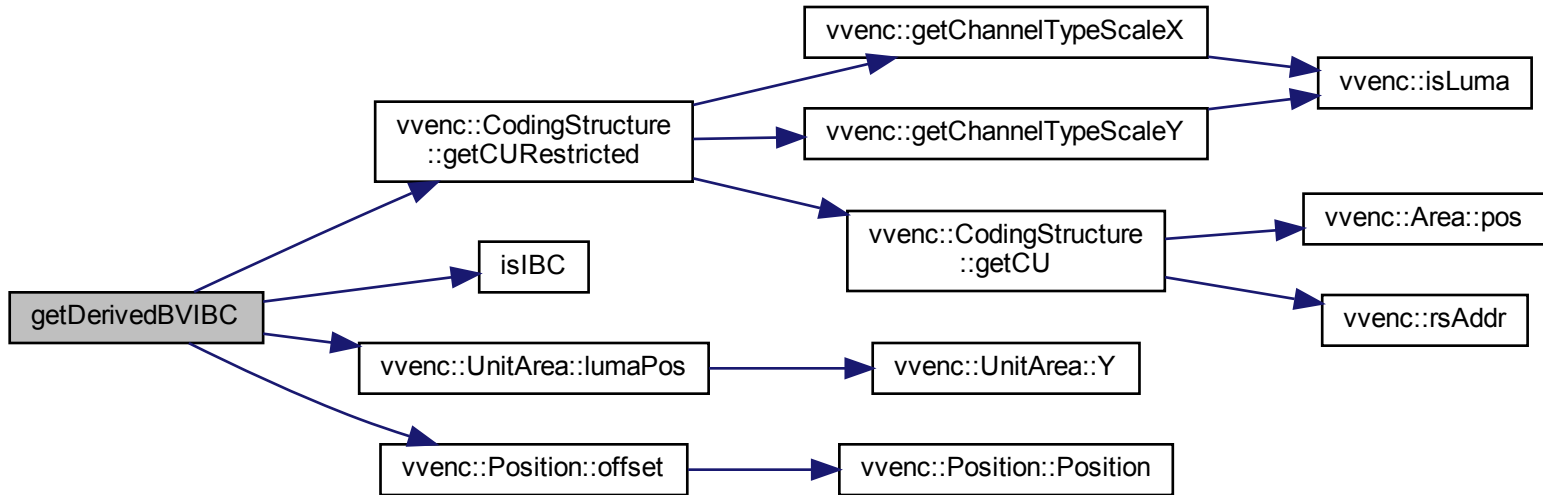 getDerivedBVIBC
vvenc::CodingStructure
::getCURestricted
isIBC
vvenc::UnitArea::lumaPos
vvenc::Position::offset
vvenc::getChannelTypeScaleX
vvenc::getChannelTypeScaleY
vvenc::CodingStructure
::getCU
vvenc::UnitArea::Y
vvenc::Position::Position
vvenc::isLuma
vvenc::Area::pos
vvenc::rsAddr